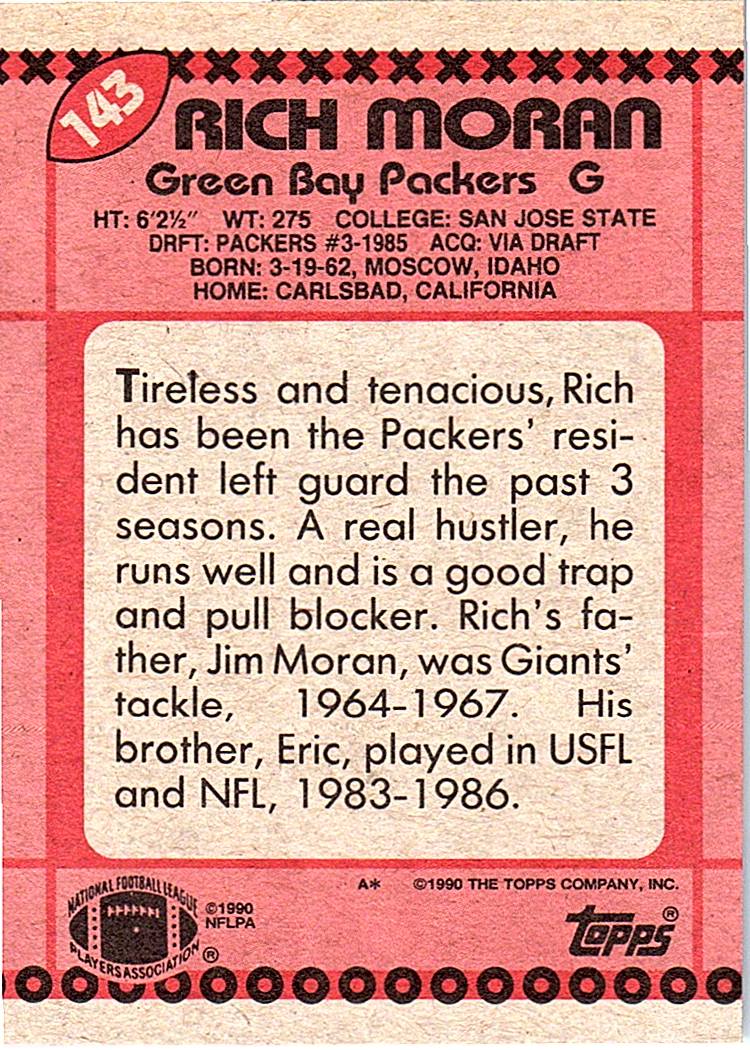 143
RICH MORAN
Green Bay Packers G
HT: 6'2½" WT: 275 COLLEGE: SAN JOSE STATE
DRFT: PACKERS #3-1985 ACQ: VIA DRAFT
BORN: 3-19-62, MOSCOW, IDAHO
HOME: CARLSBAD, CALIFORNIA
Tireless and tenacious, Rich
has been the Packers' resi-
dent left guard the past 3
seasons. A real hustler, he
runs well and is a good trap
and pull blocker. Rich's fa-
ther, Jim Moran, was Giants'
tackle, 1964-1967. His
brother, Eric, played in USFL
and NFL, 1983-1986.
A* ©1990 THE TOPPS COMPANY, INC.
NATIONAL FOOTBALL LEAGUE
PLAYERS ASSOCIATION ®
©1990
NFLPA
topps®